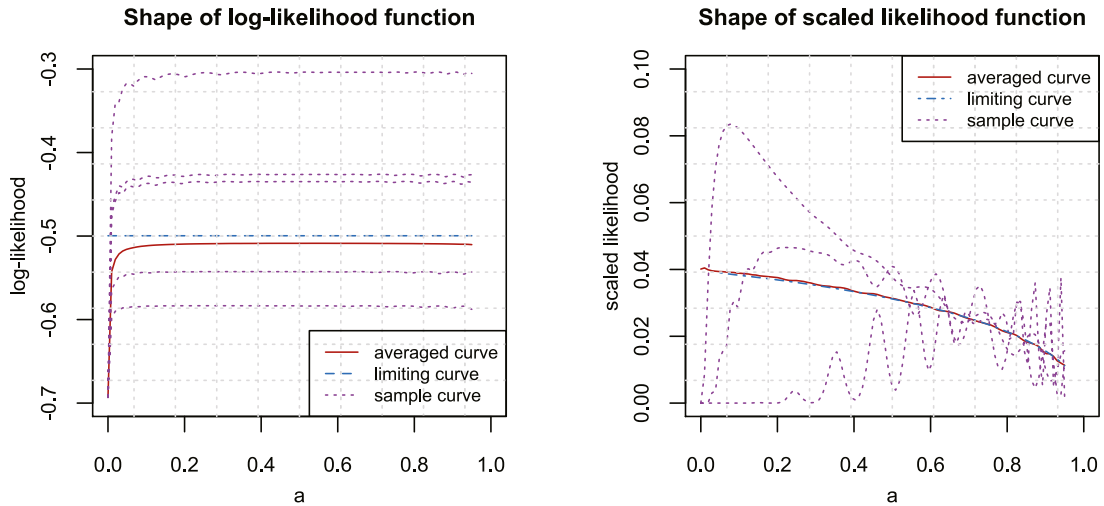 Shape of log-likelihood function
log-likelihood
-0.3
-0.4
-0.5
-0.6
-0.7
averaged curve
limiting curve
sample curve
0.0 0.2 0.4 0.6 0.8 1.0
a
Shape of scaled likelihood function
scaled likelihood
0.10
0.08
0.06
0.04
0.02
0.00
averaged curve
limiting curve
sample curve
0.0 0.2 0.4 0.6 0.8 1.0
a